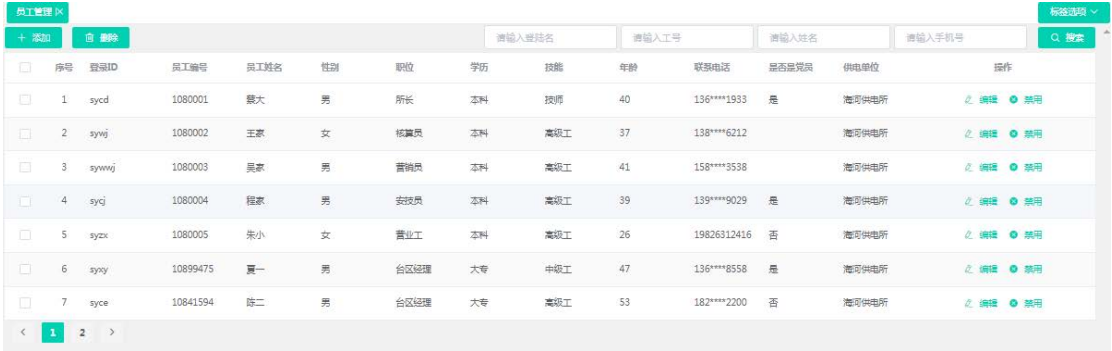 员工管理 标签选项
+ 添加 删除 请输入登陆名 请输入工号 请输入姓名 请输入手机号 搜索
序号 登录ID 员工编号 员工姓名 性别 职位 学历 技能 年龄 联系电话 是否是党员 供电单位 操作
1 sycd 1080001 蔡大 男 所长 本科 技师 40 136****1933 是 海河供电所 编辑 禁用
2 sywj 1080002 王家 女 核算员 本科 高级工 37 138****6212 海河供电所 编辑 禁用
3 sywwj 1080003 吴家 男 营销员 本科 高级工 41 158****3538 海河供电所 编辑 禁用
4 sycj 1080004 程家 男 安技员 本科 高级工 39 139****9029 是 海河供电所 编辑 禁用
5 syzx 1080005 朱小 女 营业工 本科 高级工 26 19826312416 否 海河供电所 编辑 禁用
6 syxy 10899475 夏一 男 台区经理 大专 中级工 47 136****8558 是 海河供电所 编辑 禁用
7 syce 10841594 陈二 男 台区经理 大专 高级工 53 182****2200 否 海河供电所 编辑 禁用
< 1 2 >